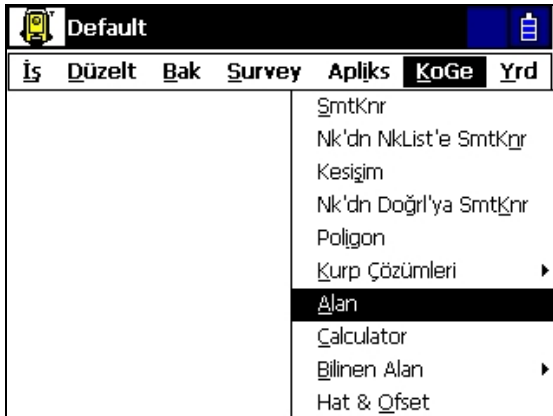 Default
İş Düzelt Bak Survey Apliks KoGe Yrd
SmtKnr
Nk'dn NkList'e SmtKnr
Kesişim
Nk'dn Doğrl'ya SmtKnr
Poligon
Kurp Çözümleri
Alan
Calculator
Bilinen Alan
Hat & Ofset